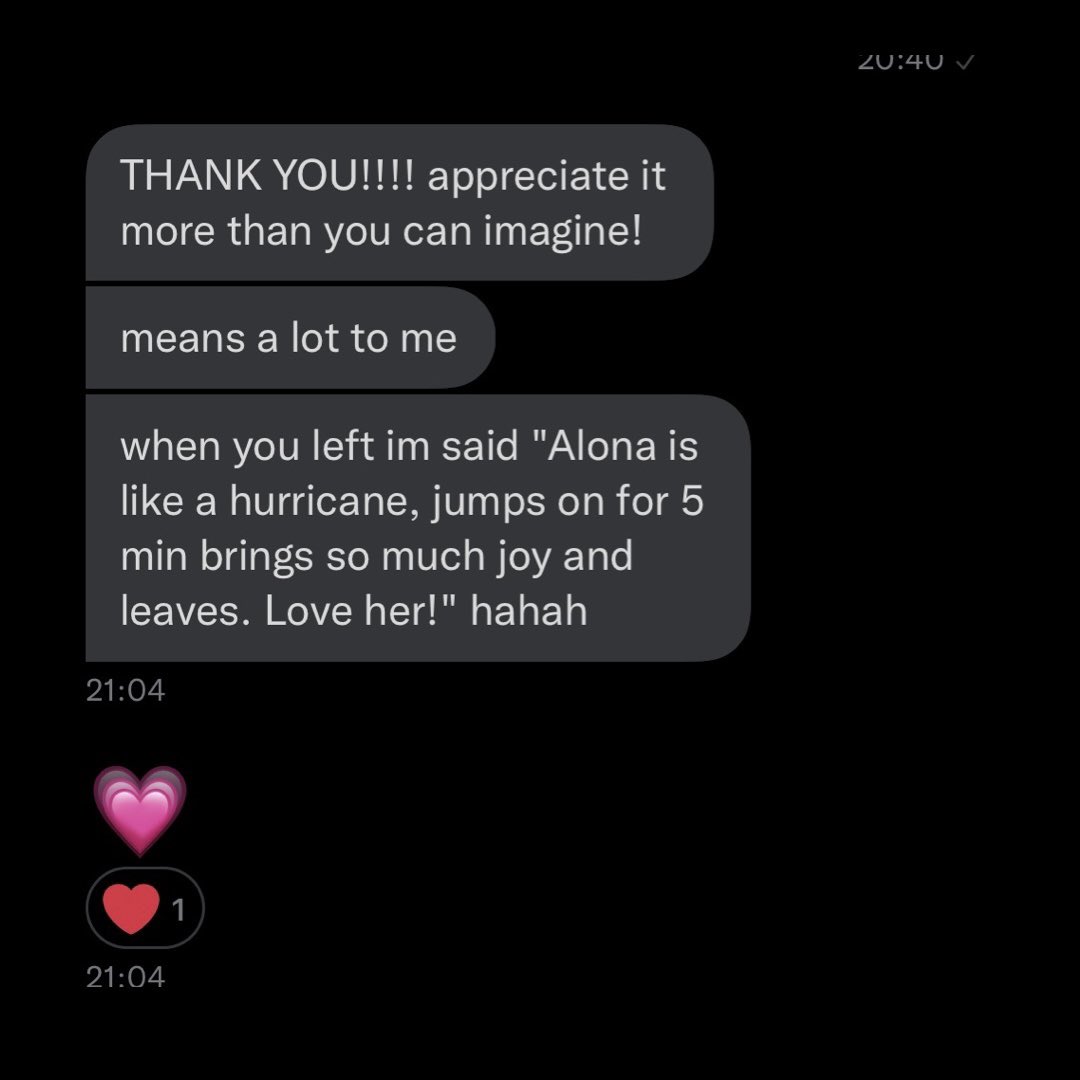 20:40
THANK YOU!!!! appreciate it
more than you can imagine!
means a lot to me
when you left im said "Alona is
like a hurricane, jumps on for 5
min brings so much joy and
leaves. Love her!" hahah
21:04
1
21:04